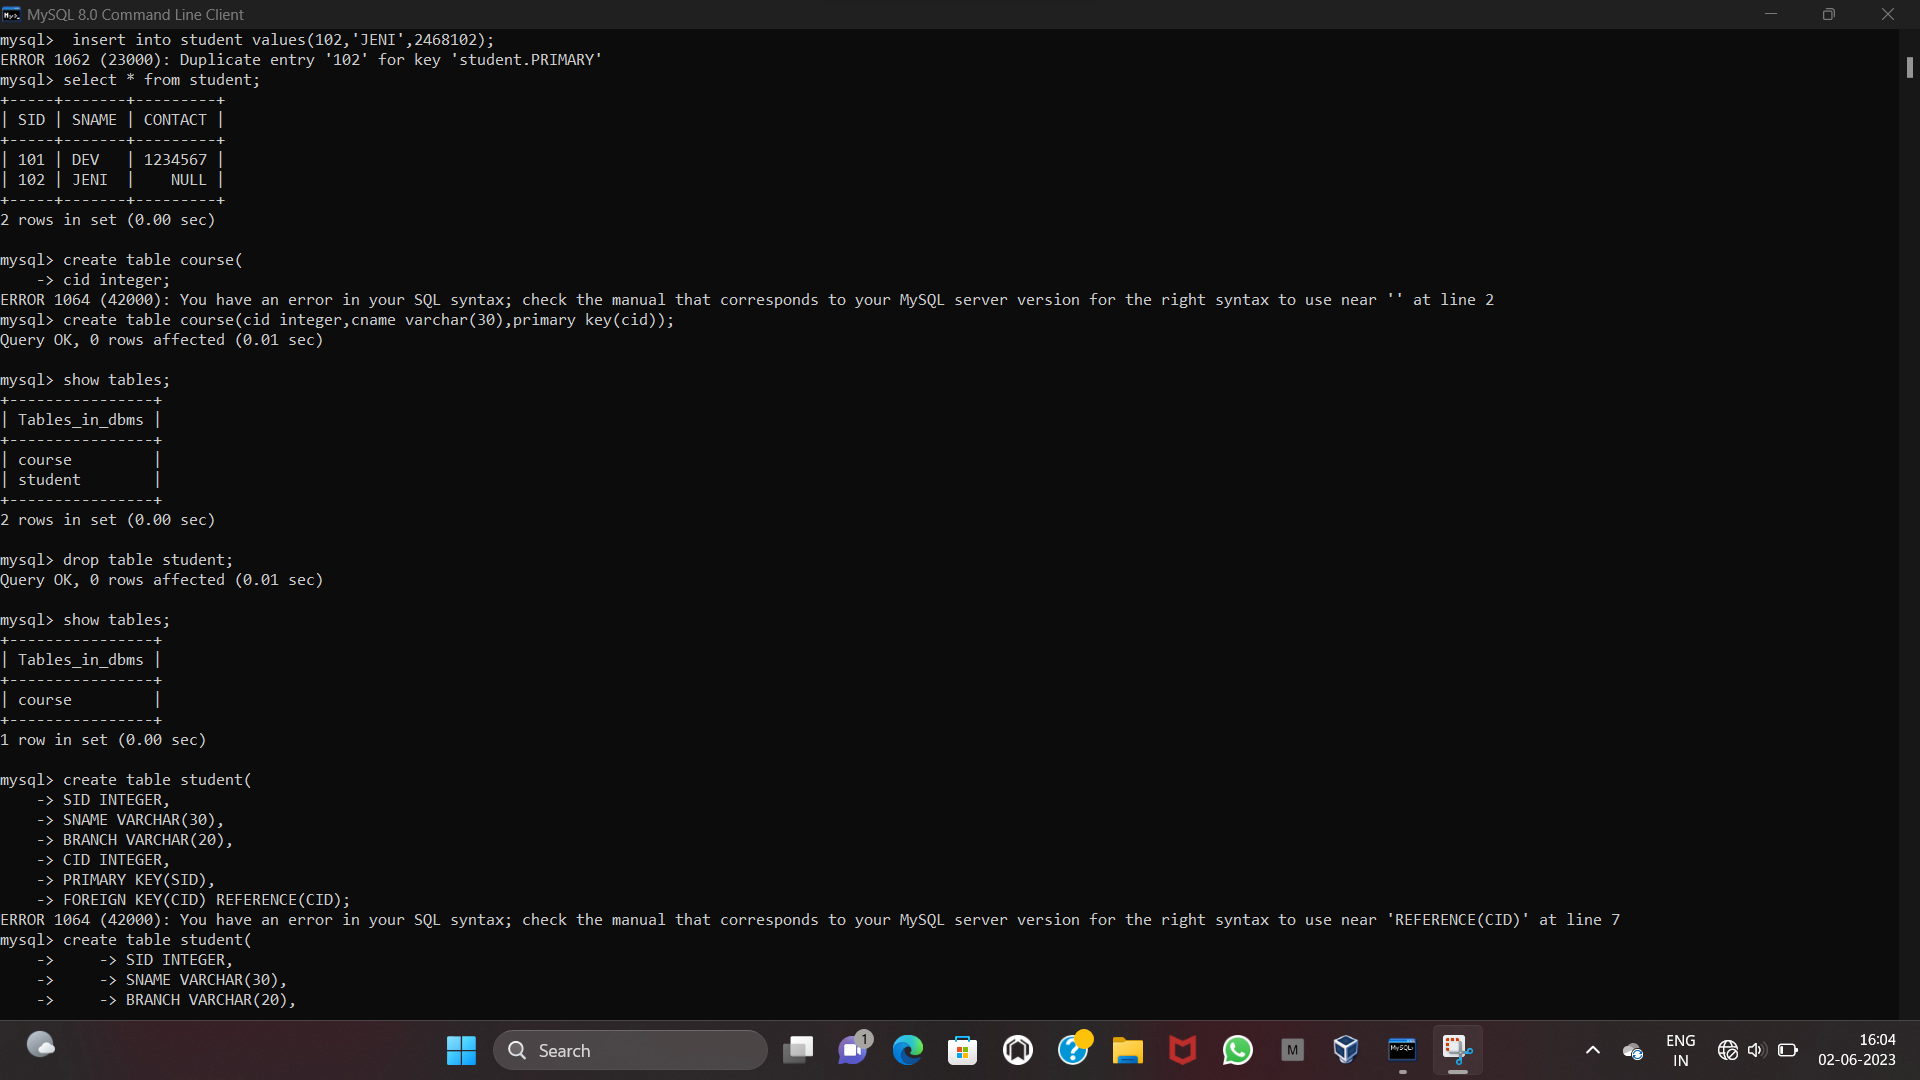 MySQL 8.0 Command Line Client
mysql>  insert into student values(102,'JENI',2468102);
ERROR 1062 (23000): Duplicate entry '102' for key 'student.PRIMARY'
mysql> select * from student;
+-----+-------+---------+
| SID | SNAME | CONTACT |
+-----+-------+---------+
| 101 | DEV   | 1234567 |
| 102 | JENI  |    NULL |
+-----+-------+---------+
2 rows in set (0.00 sec)
mysql> create table course(
    -> cid integer;
ERROR 1064 (42000): You have an error in your SQL syntax; check the manual that corresponds to your MySQL server version for the right syntax to use near '' at line 2
mysql> create table course(cid integer,cname varchar(30),primary key(cid));
Query OK, 0 rows affected (0.01 sec)
mysql> show tables;
+----------------+
| Tables_in_dbms |
+----------------+
| course         |
| student        |
+----------------+
2 rows in set (0.00 sec)
mysql> drop table student;
Query OK, 0 rows affected (0.01 sec)
mysql> show tables;
+----------------+
| Tables_in_dbms |
+----------------+
| course         |
+----------------+
1 row in set (0.00 sec)
mysql> create table student(
    -> SID INTEGER,
    -> SNAME VARCHAR(30),
    -> BRANCH VARCHAR(20),
    -> CID INTEGER,
    -> PRIMARY KEY(SID),
    -> FOREIGN KEY(CID) REFERENCE(CID);
ERROR 1064 (42000): You have an error in your SQL syntax; check the manual that corresponds to your MySQL server version for the right syntax to use near 'REFERENCE(CID)' at line 7
mysql> create table student(
    ->     -> SID INTEGER,
    ->     -> SNAME VARCHAR(30),
    ->     -> BRANCH VARCHAR(20),
Search
1
M
MySQL
ENG
IN
16:04
02-06-2023